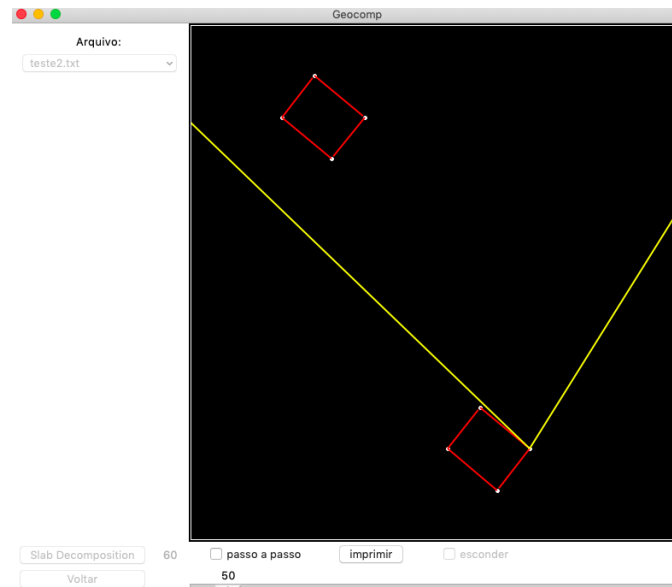 Geocomp
Arquivo:
teste2.txt
Slab Decomposition 60 passo a passo imprimir esconder
Voltar 50